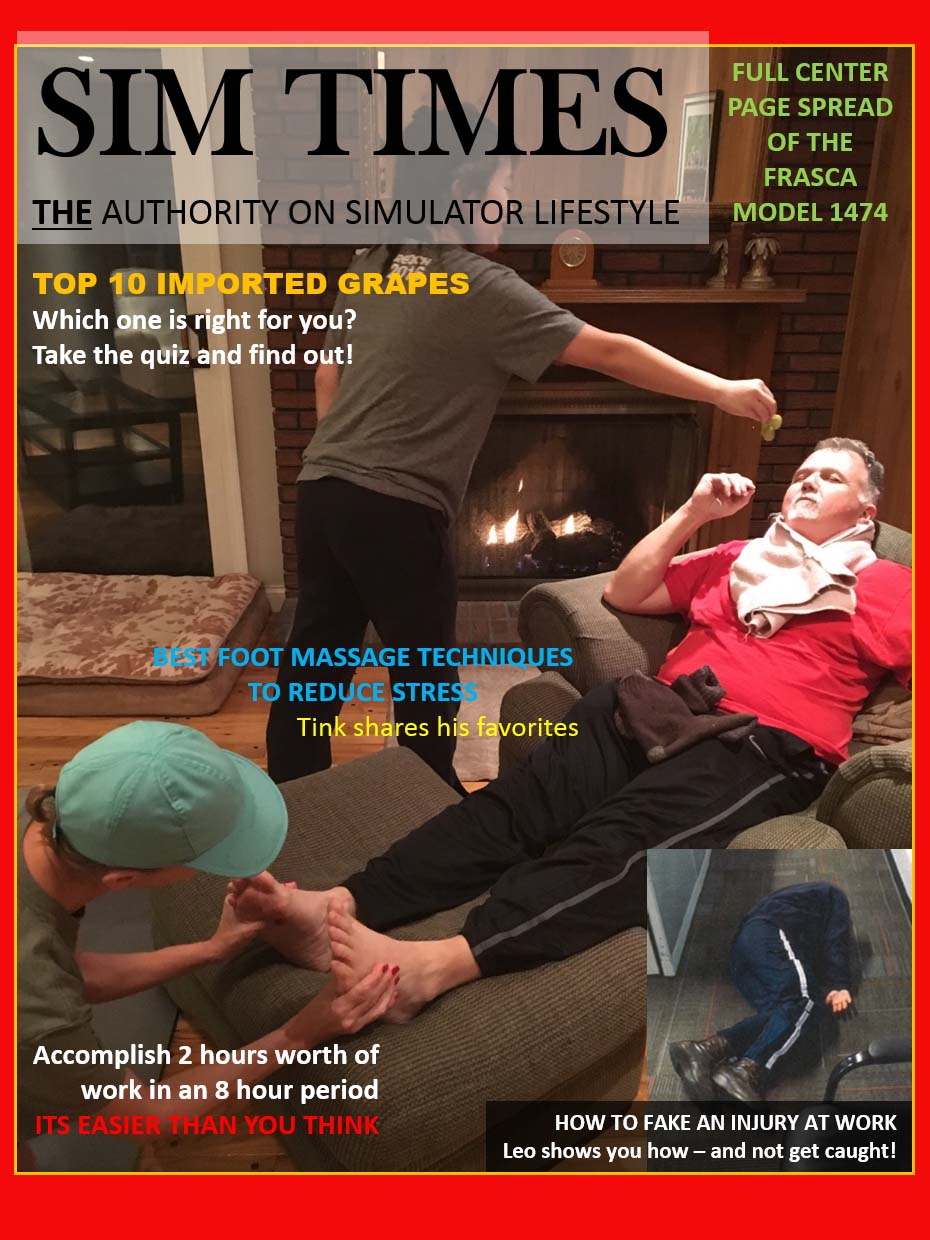 SIM TIMES
THE AUTHORITY ON SIMULATOR LIFESTYLE
FULL CENTER
PAGE SPREAD
OF THE
FRASCA
MODEL 1474
TOP 10 IMPORTED GRAPES
Which one is right for you?
Take the quiz and find out!
BEST FOOT MASSAGE TECHNIQUES
TO REDUCE STRESS
Tink shares his favorites
Accomplish 2 hours worth of
work in an 8 hour period
ITS EASIER THAN YOU THINK
HOW TO FAKE AN INJURY AT WORK
Leo shows you how – and not get caught!